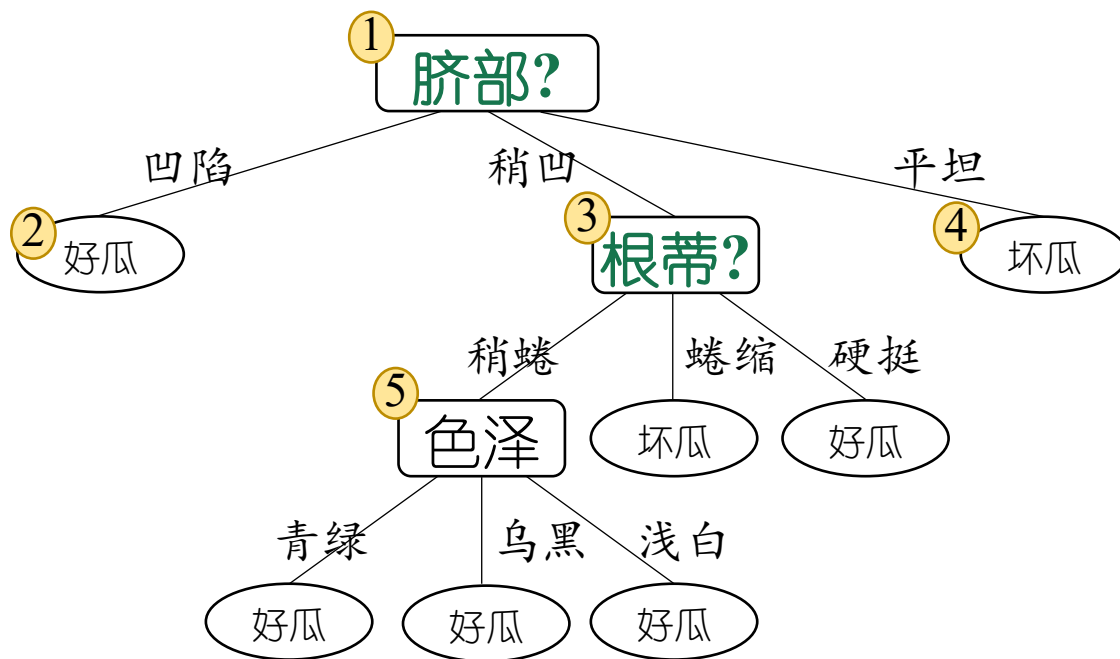 1
脐部?
凹陷
稍凹
平坦
2
好瓜
3
根蒂?
4
坏瓜
稍蜷
蜷缩
硬挺
5
色泽
坏瓜
好瓜
青绿
乌黑
浅白
好瓜
好瓜
好瓜